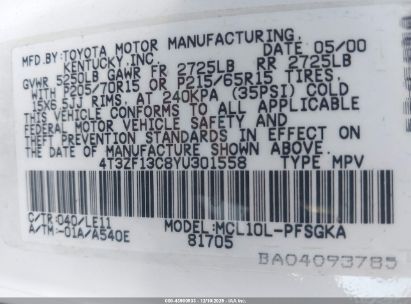 MFD. BY: TOYOTA MOTOR MANUFACTURING, DATE 05/00
KENTUCKY, INC.
GVWR 5250LB GAWR FR 2725LB RR 2725LB
WITH P205/70R15 P215/65R15 TIRES,
15X6.5JJ RIMS, AT 240KPA (35PSI) COLD
THIS VEHICLE CONFORMS TO ALL APPLICABLE
FEDERAL MOTOR VEHICLE SAFETY AND
THEFT PREVENTION STANDARDS IN EFFECT ON
THE DATE OF MANUFACTURE SHOWN ABOVE.
4T3ZF13C8YU301558 TYPE MPV
C/TR:040/LE11 MODEL:MCL10L-PFSGKA
A/TM:-01A/A540E 81705
BA04093785